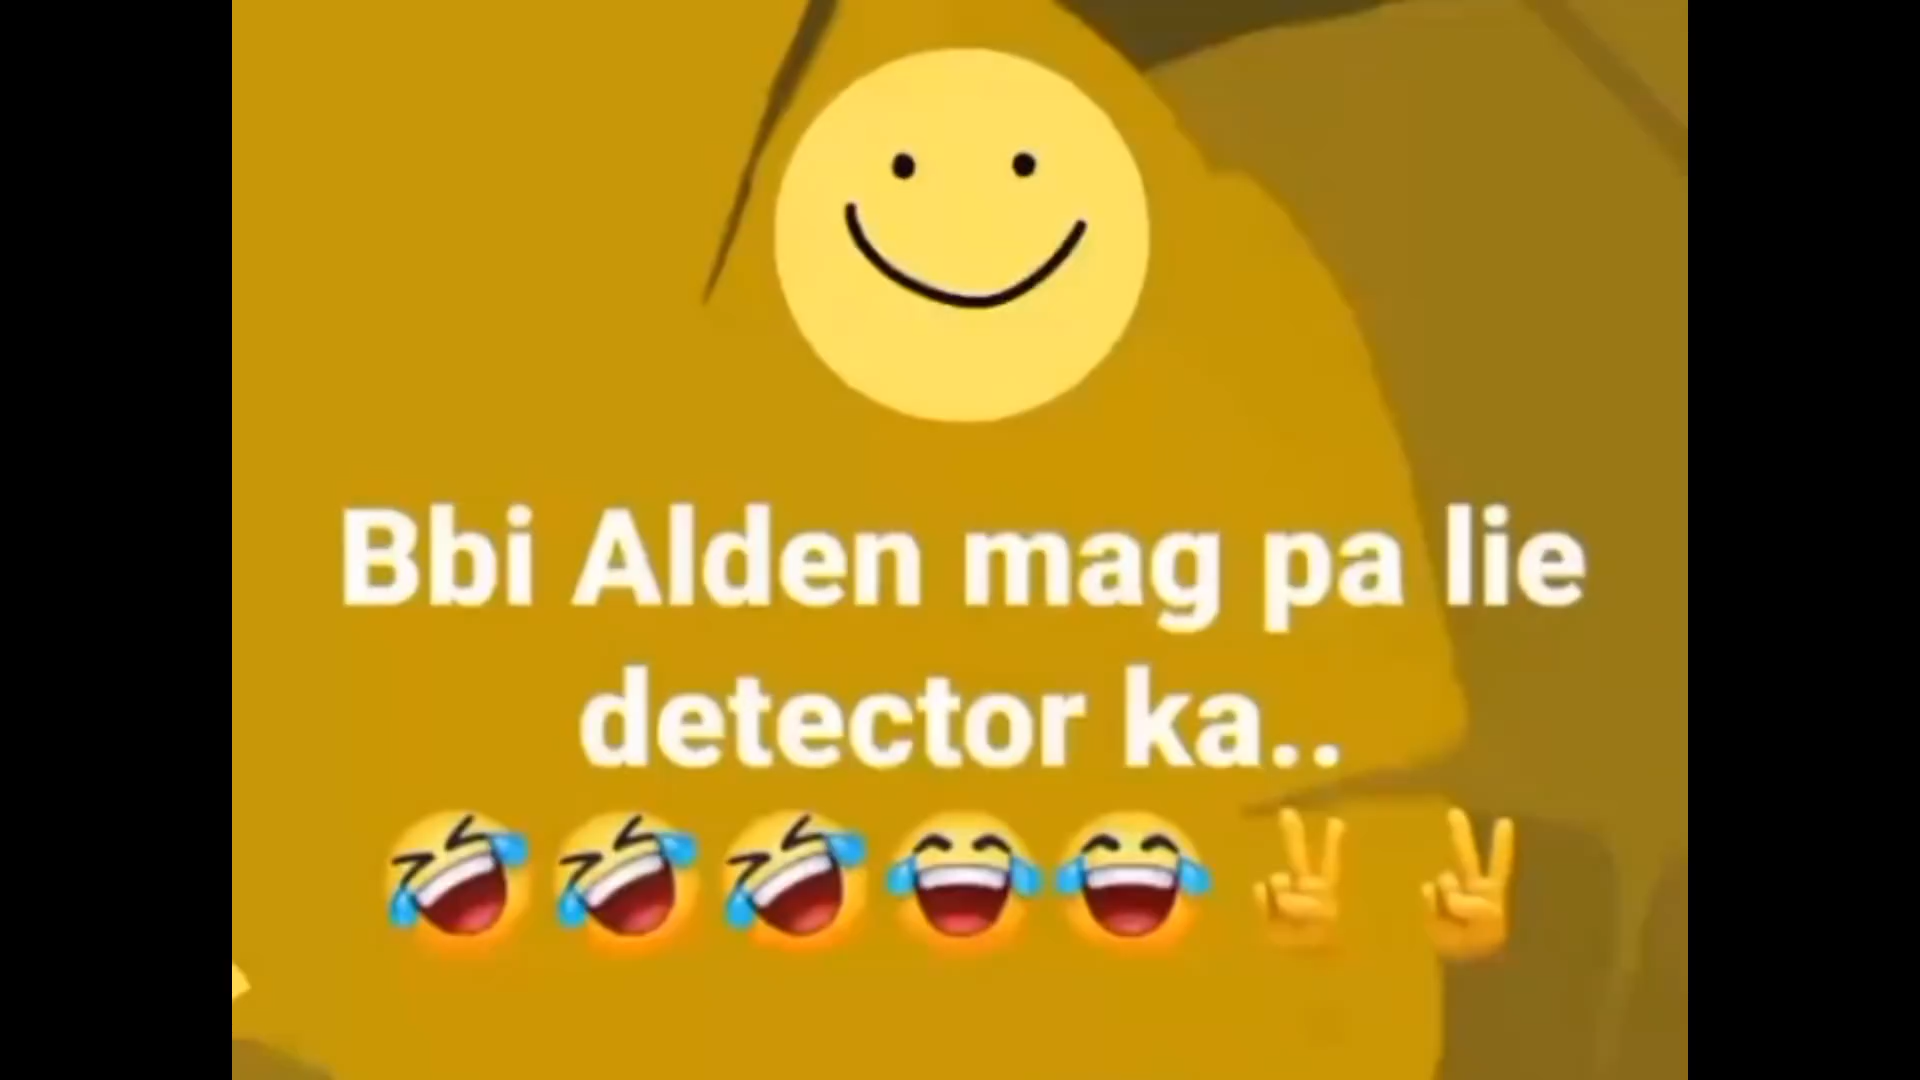 Bbi Alden mag pa lie
detector ka..
🤣🤣🤣😂😂✌️✌️